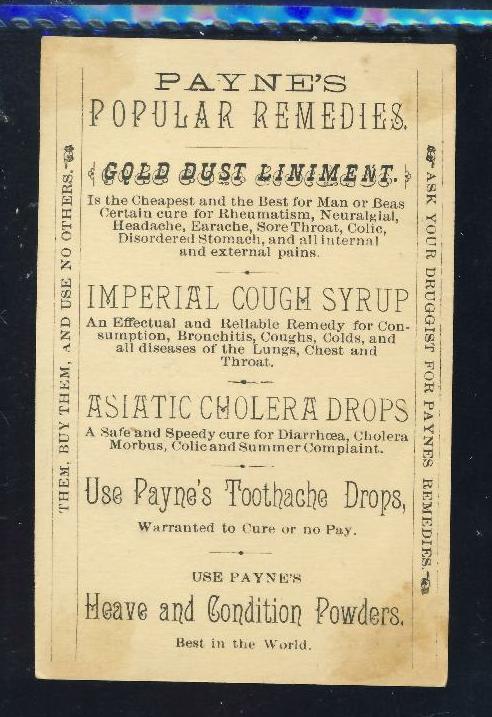 PAYNE'S
POPULAR REMEDIES.
GOLD DUST LINIMENT.
Is the Cheapest and the Best for Man or Beas
Certain cure for Rheumatism, Neuralgial,
Headache, Earache, Sore Throat, Colic,
Disordered Stomach, and all internal
and external pains.
IMPERIAL COUGH SYRUP
An Effectual and Reliable Remedy for Con-
sumption, Bronchitis, Coughs, Colds, and
all diseases of the Lungs, Chest and
Throat.
ASIATIC CHOLERA DROPS
A Safe and Speedy cure for Diarrhœa, Cholera
Morbus, Colic and Summer Complaint.
Use Payne's Toothache Drops,
Warranted to Cure or no Pay.
USE PAYNE'S
Heave and Condition Powders.
Best in the World.
ASK YOUR DRUGGIST FOR PAYNES REMEDIES.
THEM, BUY THEM, AND USE NO OTHERS.